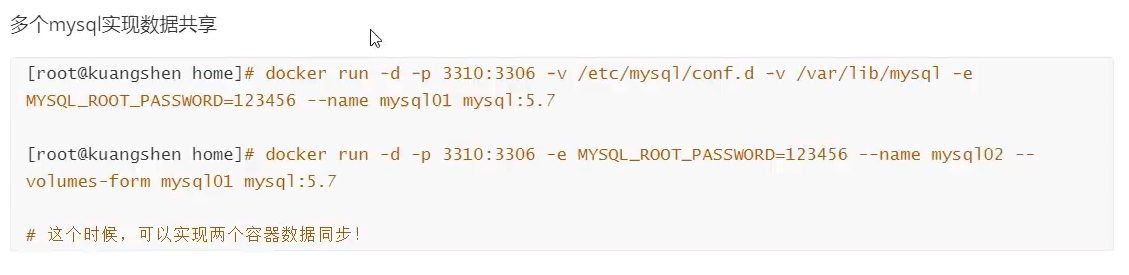 多个mysql实现数据共享
[root@kuangshen home]# docker run -d -p 3310:3306 -v /etc/mysql/conf.d -v /var/lib/mysql -e
MYSQL_ROOT_PASSWORD=123456 --name mysql01 mysql:5.7
[root@kuangshen home]# docker run -d -p 3310:3306 -e MYSQL_ROOT_PASSWORD=123456 --name mysql02 --
volumes-form mysql01 mysql:5.7
# 这个时候，可以实现两个容器数据同步！